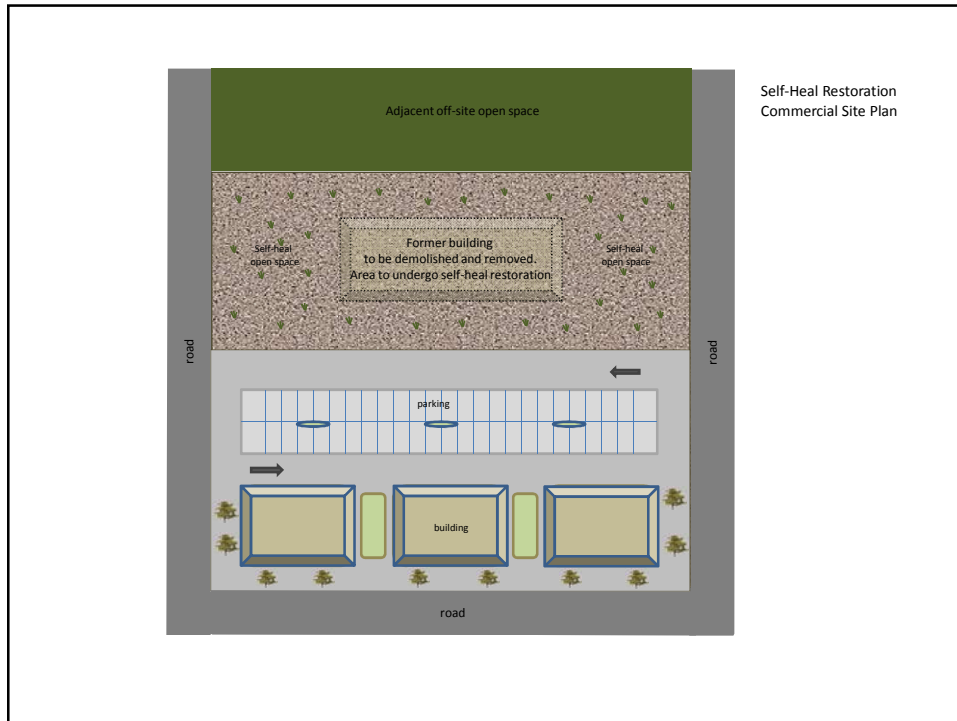 Self-Heal Restoration
Commercial Site Plan
Adjacent off-site open space
Former building
to be demolished and removed.
Area to undergo self-heal restoration
Self-heal
open space
Self-heal
open space
road
road
parking
building
road